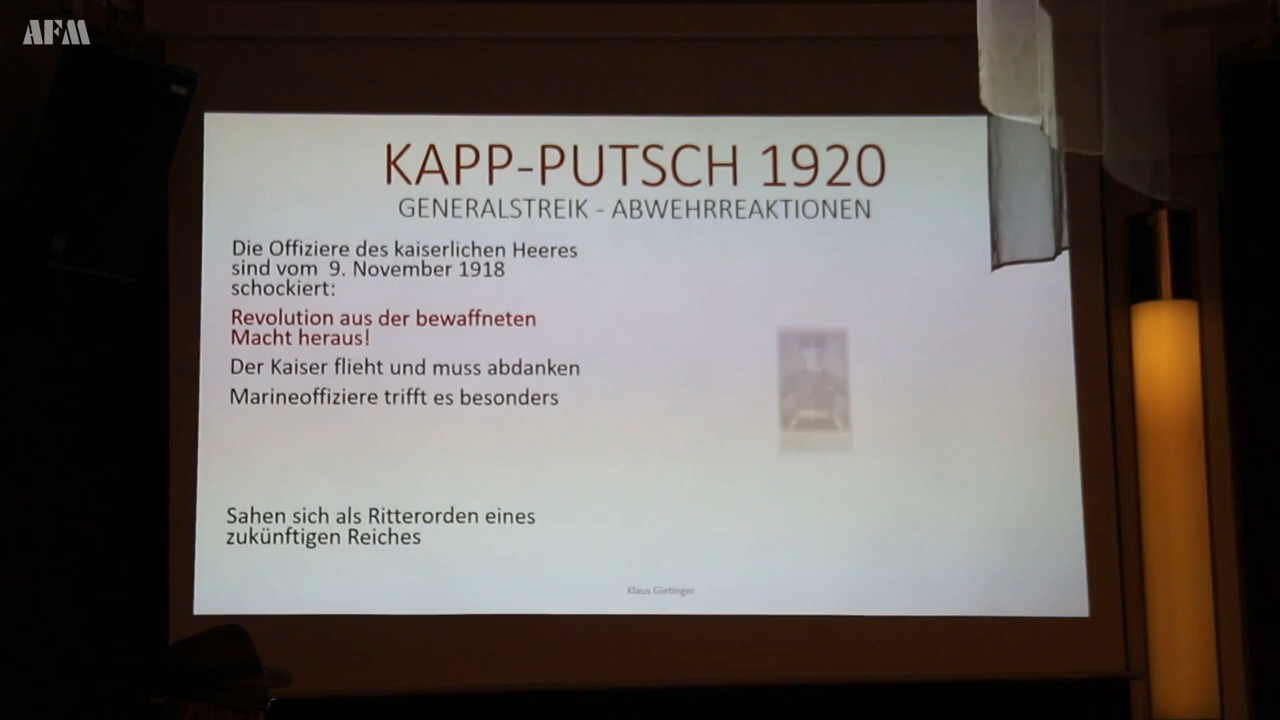 AFM
KAPP-PUTSCH 1920
GENERALSTREIK - ABWEHRREAKTIONEN
Die Offiziere des kaiserlichen Heeres
sind vom 9. November 1918
schockiert:
Revolution aus der bewaffneten
Macht heraus!
Der Kaiser flieht und muss abdanken
Marineoffiziere trifft es besonders
Sahen sich als Ritterorden eines
zukünftigen Reiches
Klaus Gietinger